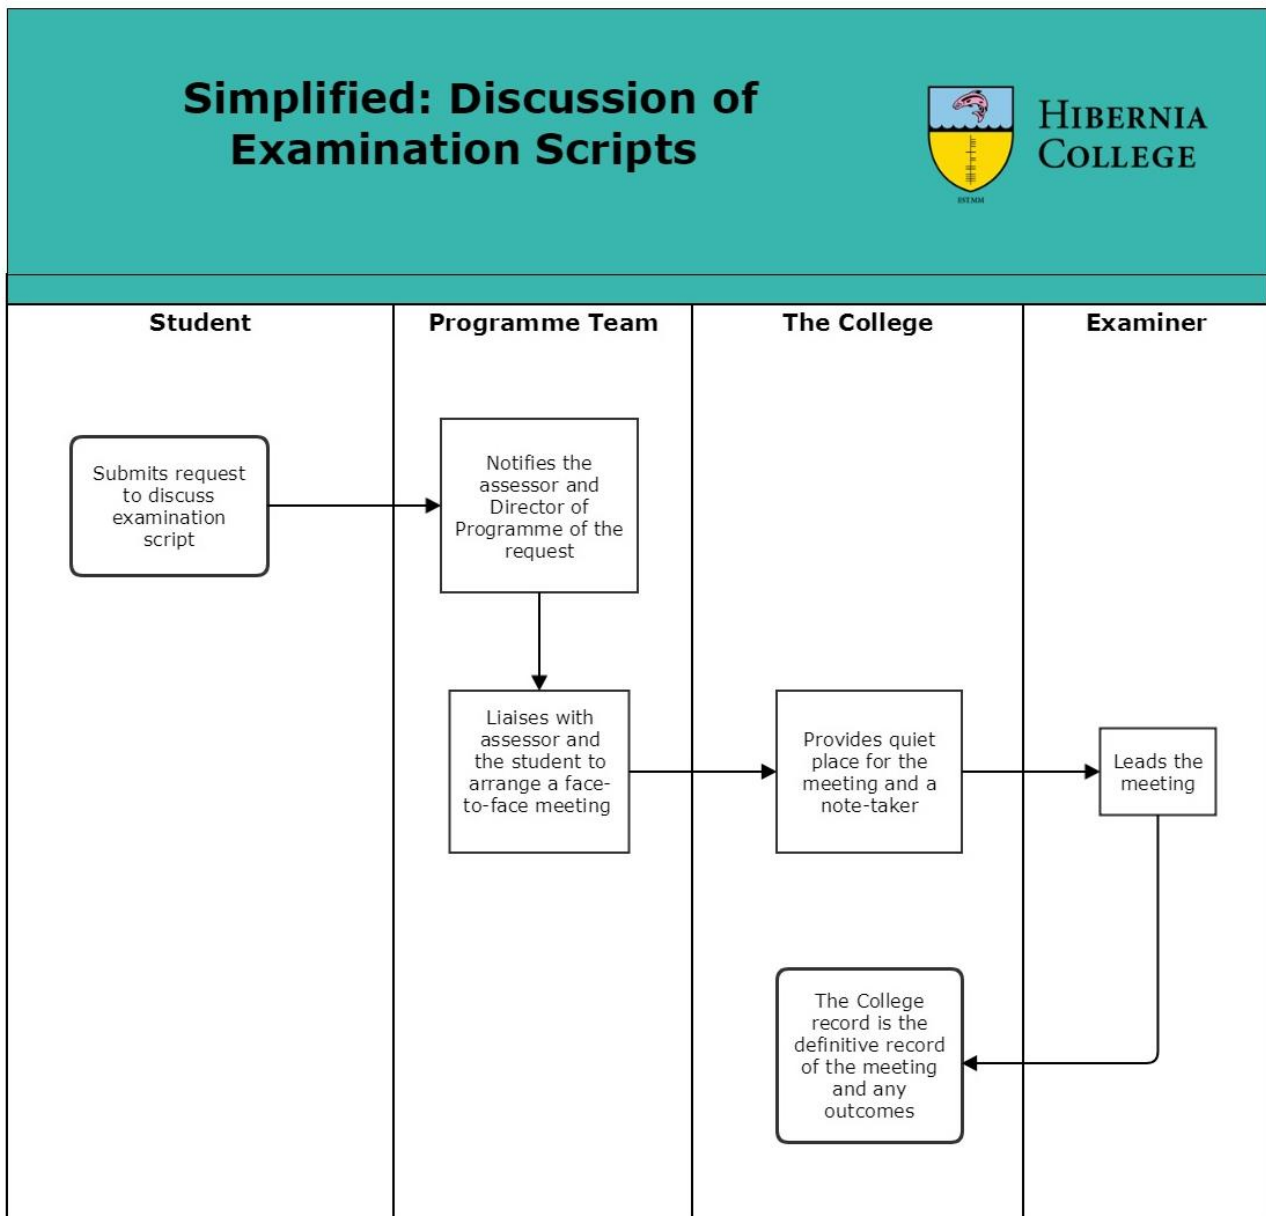 Simplified: Discussion of
Examination Scripts
HIBERNIA
COLLEGE
EST.MM
Student
Programme Team
The College
Examiner
Submits request
to discuss
examination
script
Notifies the
assessor and
Director of
Programme of the
request
Liaises with
assessor and
the student to
arrange a face-
to-face meeting
Provides quiet
place for the
meeting and a
note-taker
Leads the
meeting
The College
record is the
definitive record
of the meeting
and any
outcomes